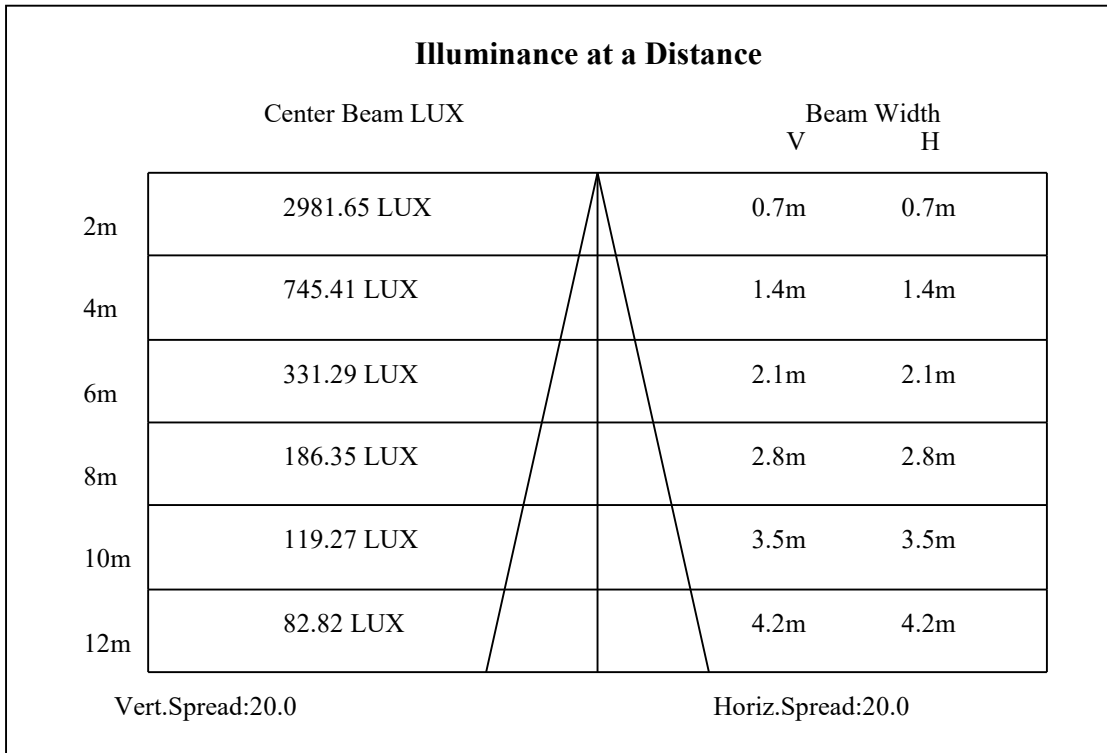 Illuminance at a Distance
Center Beam LUX Beam Width
V H
2m 2981.65 LUX 0.7m 0.7m
4m 745.41 LUX 1.4m 1.4m
6m 331.29 LUX 2.1m 2.1m
8m 186.35 LUX 2.8m 2.8m
10m 119.27 LUX 3.5m 3.5m
12m 82.82 LUX 4.2m 4.2m
Vert.Spread:20.0 Horiz.Spread:20.0